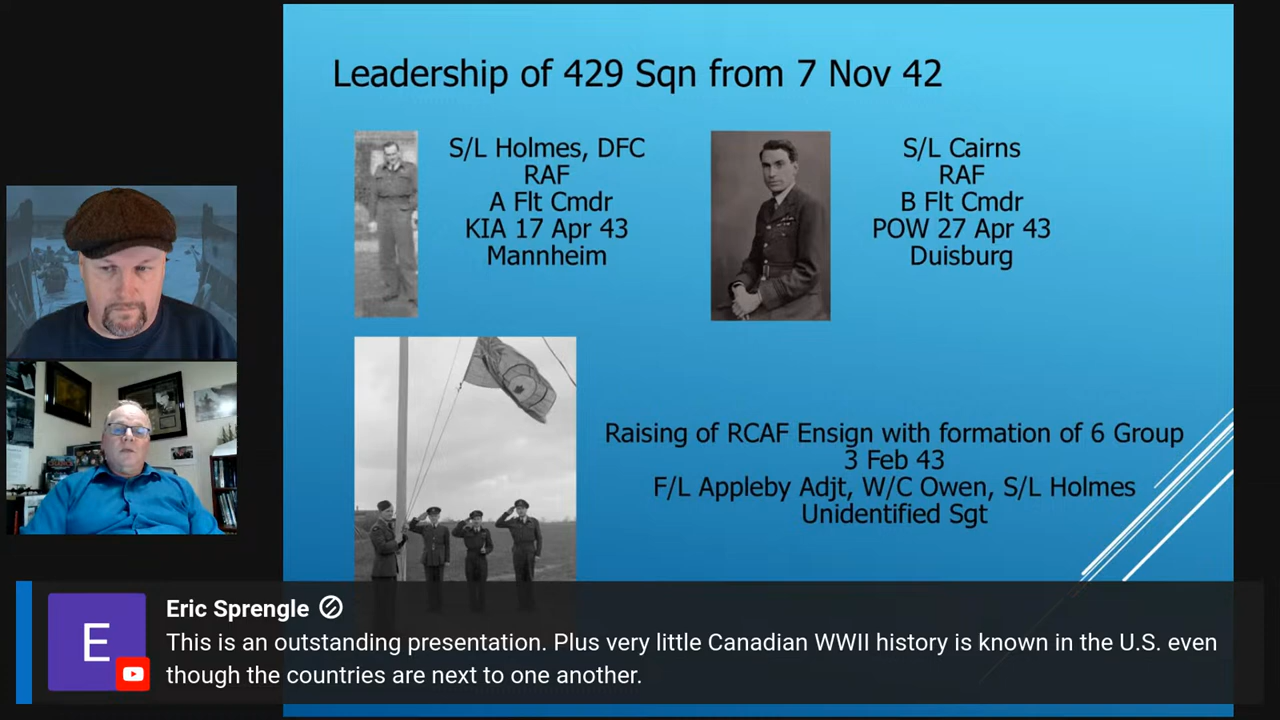 Leadership of 429 Sqn from 7 Nov 42
S/L Holmes, DFC
RAF
A Flt Cmdr
KIA 17 Apr 43
Mannheim
S/L Cairns
RAF
B Flt Cmdr
POW 27 Apr 43
Duisburg
Raising of RCAF Ensign with formation of 6 Group
3 Feb 43
F/L Appleby Adjt, W/C Owen, S/L Holmes
Unidentified Sgt
E
Eric Sprengle
This is an outstanding presentation. Plus very little Canadian WWII history is known in the U.S. even
though the countries are next to one another.